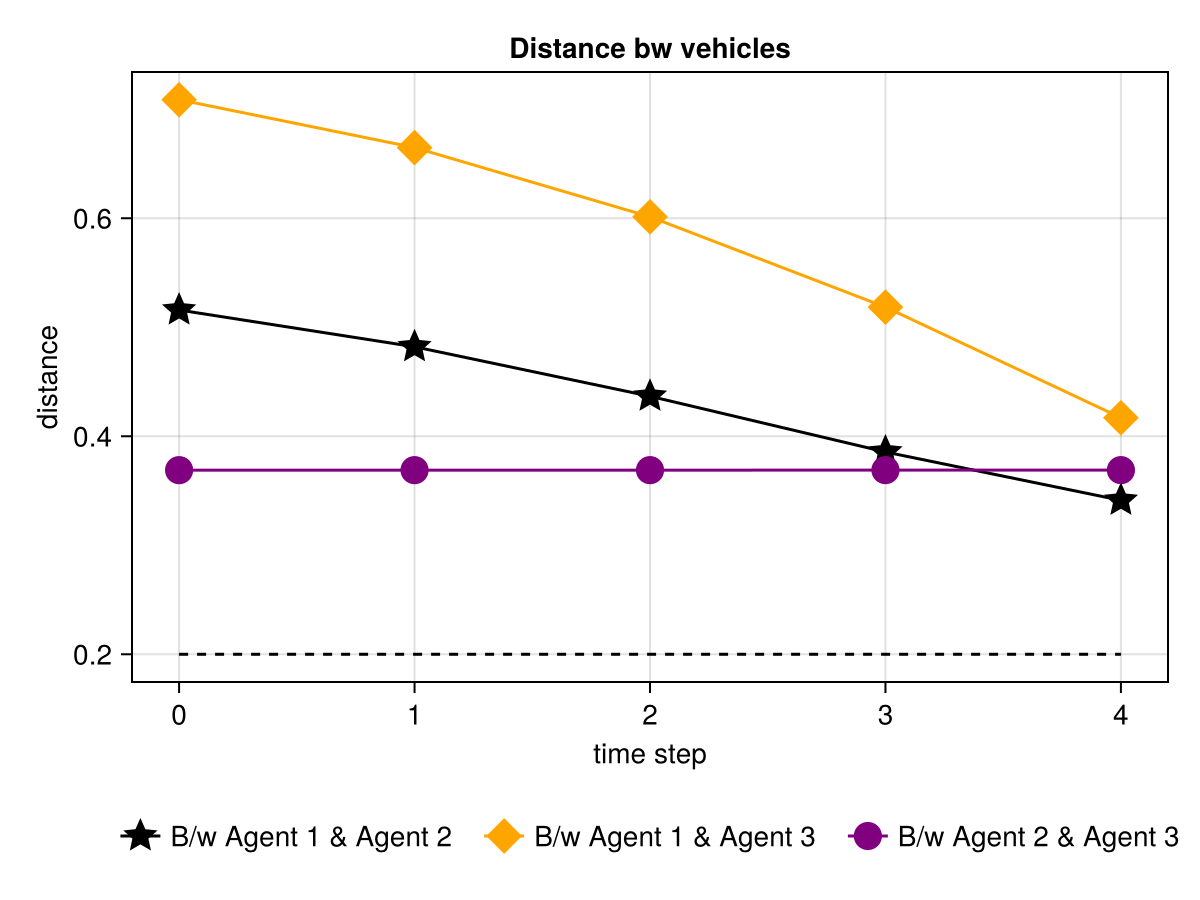 Distance bw vehicles
distance
0.6
0.4
0.2
0 1 2 3 4
time step
B/w Agent 1 & Agent 2 B/w Agent 1 & Agent 3 B/w Agent 2 & Agent 3